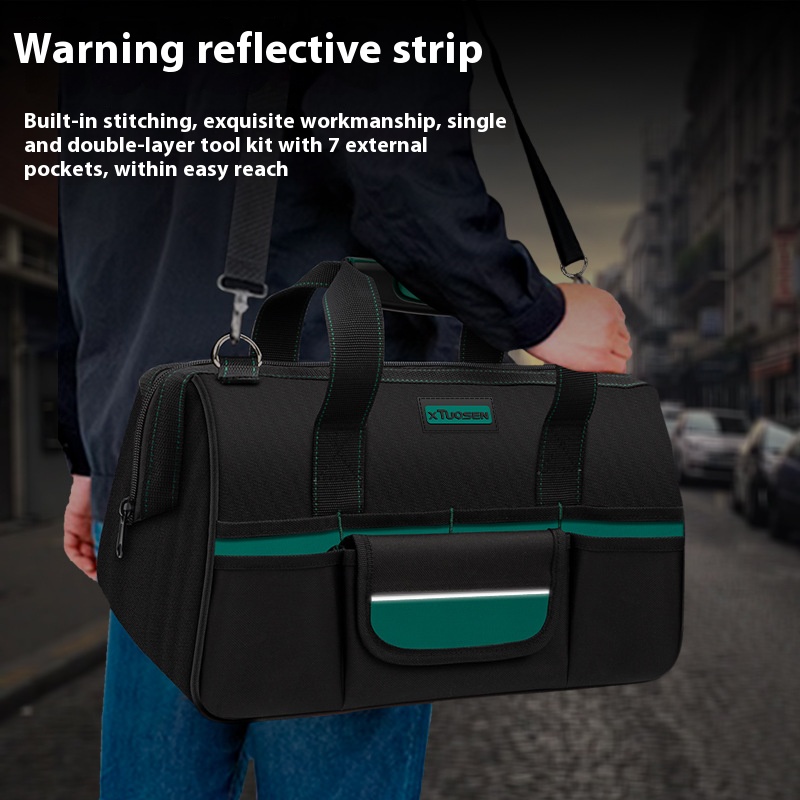 Warning reflective strip
Built-in stitching, exquisite workmanship, single
and double-layer tool kit with 7 external
pockets, within easy reach
XTUOSEN